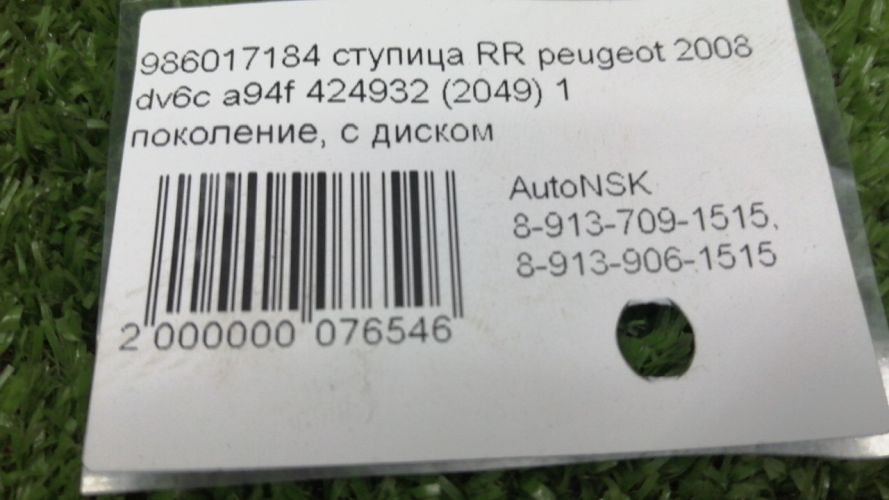 986017184 ступица RR peugeot 2008
dv6c a94f 424932 (2049) 1
поколение, с диском
AutoNSK
8-913-709-1515,
8-913-906-1515
2 000000 076546